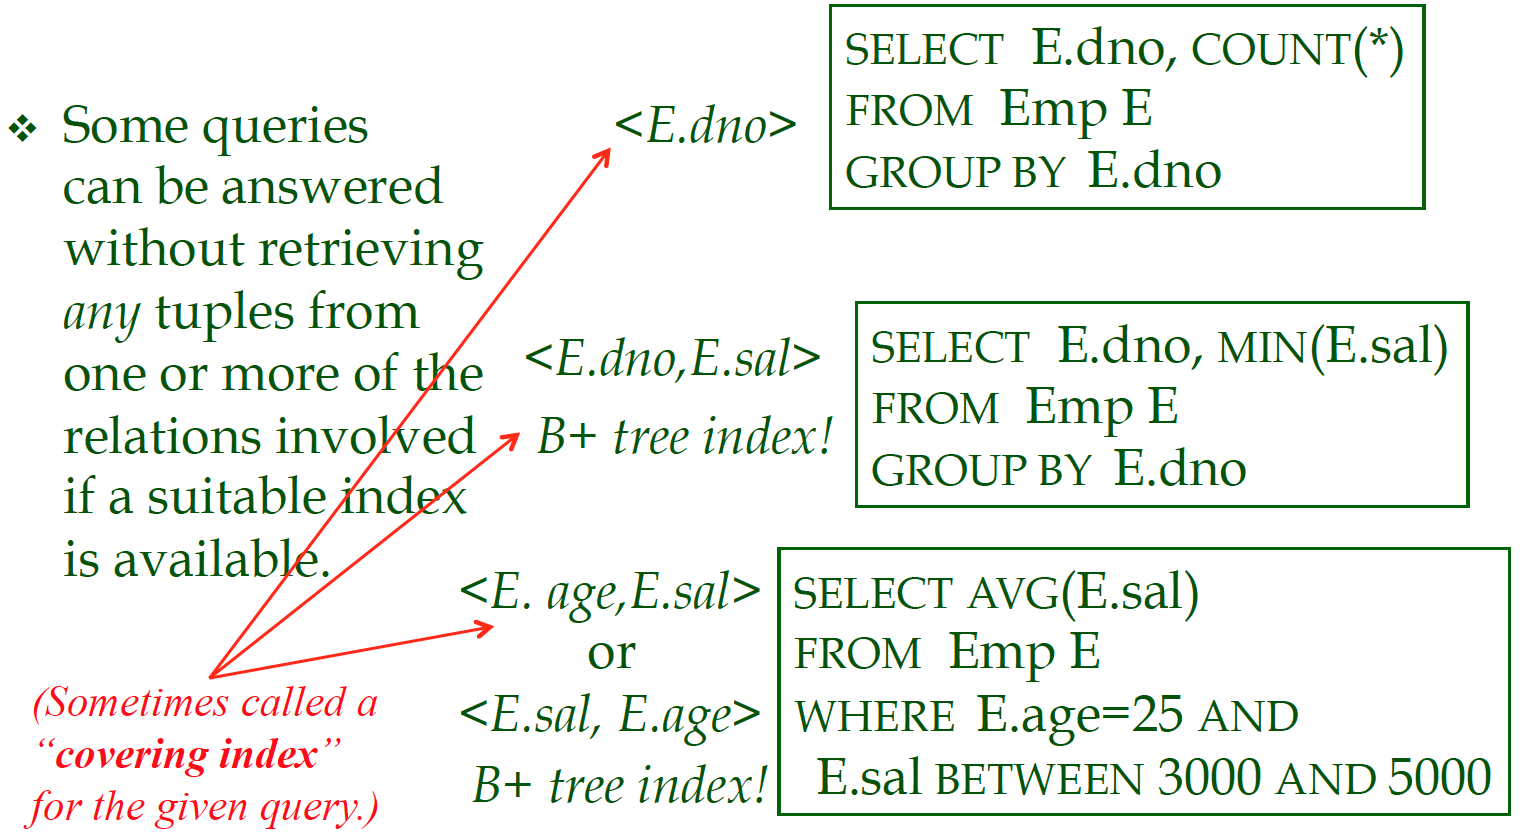 ❖ Some queries
can be answered
without retrieving
any tuples from
one or more of the
relations involved
if a suitable index
is available.
(Sometimes called a
“covering index”
for the given query.)
<E.dno>
SELECT E.dno, COUNT(*)
FROM Emp E
GROUP BY E.dno
<E.dno,E.sal>
B+ tree index!
SELECT E.dno, MIN(E.sal)
FROM Emp E
GROUP BY E.dno
<E. age,E.sal>
or
<E.sal, E.age>
B+ tree index!
SELECT AVG(E.sal)
FROM Emp E
WHERE E.age=25 AND
E.sal BETWEEN 3000 AND 5000